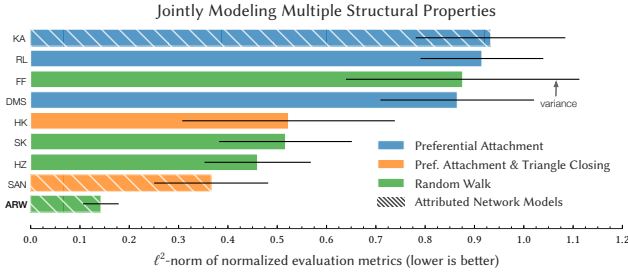 Jointly Modeling Multiple Structural Properties
KA
RL
FF
DMS
variance
HK
SK
HZ
SAN
ARW
Preferential Attachment
Pref. Attachment & Triangle Closing
Random Walk
Attributed Network Models
0.0 0.1 0.2 0.3 0.4 0.5 0.6 0.7 0.8 0.9 1.0 1.1 1.2
ℓ²-norm of normalized evaluation metrics (lower is better)